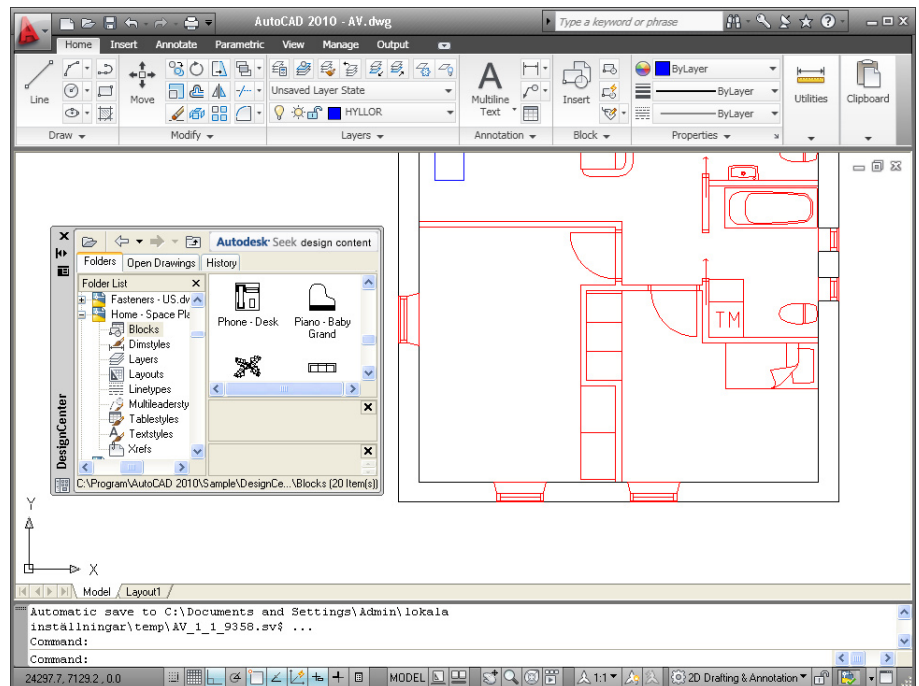 AutoCAD 2010 - AV.dwg
Type a keyword or phrase
Home Insert Annotate Parametric View Manage Output
Line
Move
Unsaved Layer State
HYLLOR
Multiline Text
Insert
ByLayer
ByLayer
ByLayer
Utilities
Clipboard
Draw
Modify
Layers
Annotation
Block
Properties
DesignCenter
Autodesk Seek design content
Folders Open Drawings History
Folder List
Fasteners - US.dv
Home - Space Pla
Blocks
Dimstyles
Layers
Layouts
Linetypes
Multileadersty
Tablestyles
Textstyles
Xrefs
Phone - Desk
Piano - Baby
Grand
C:\Program\AutoCAD 2010\Sample\DesignCe...\Blocks (20 Item(s))
TM
Y
X
Model Layout1
Automatic save to C:\Documents and Settings\Admin\lokala
inställningar\temp\AV_1_1_9358.sv$ ...
Command:
Command:
24297.7, 7129.2 , 0.0
MODEL
1:1
2D Drafting & Annotation